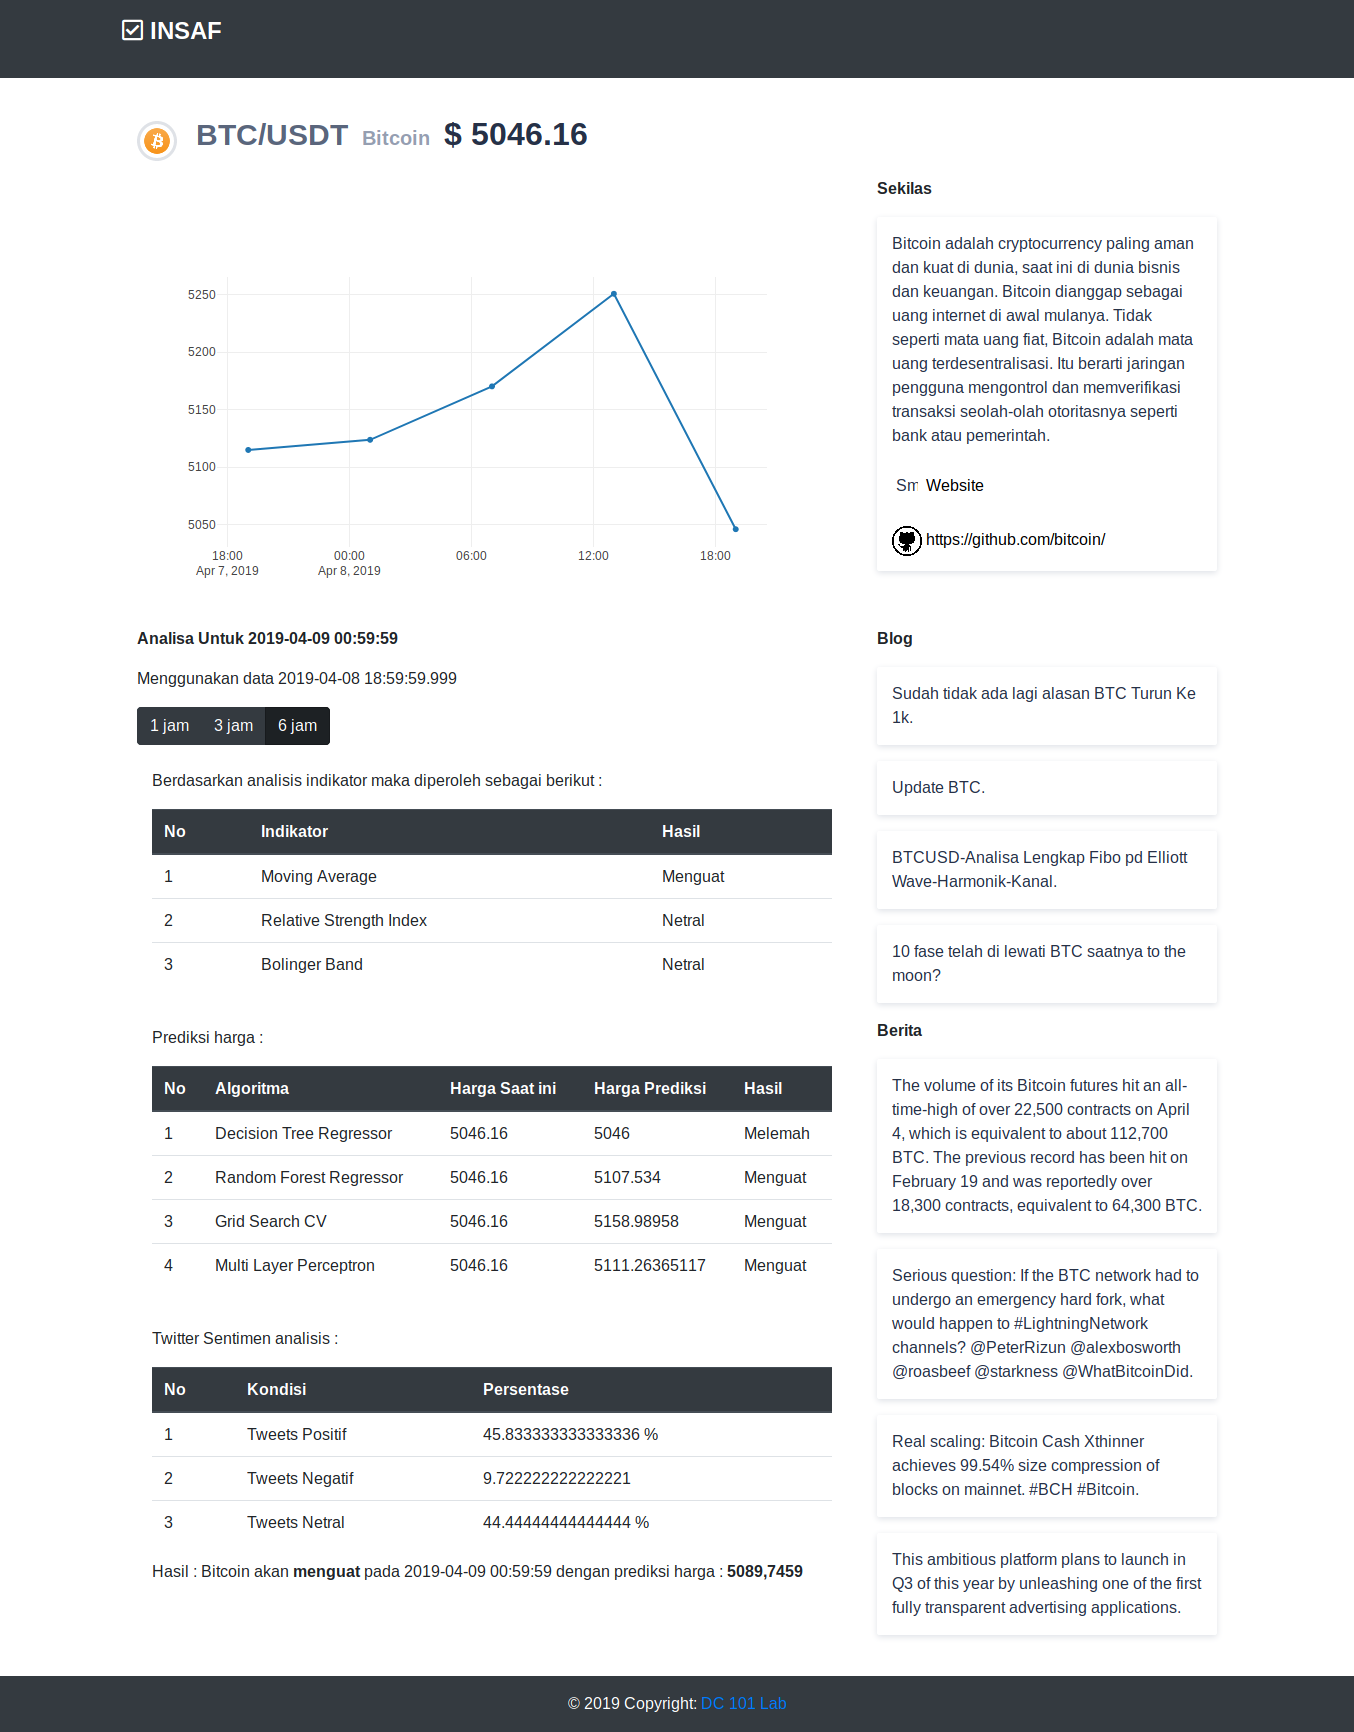 INSAF
BTC/USDT Bitcoin $ 5046.16
5250
5200
5150
5100
5050
18:00 00:00 06:00 12:00 18:00
Apr 7, 2019 Apr 8, 2019
Sekilas
Bitcoin adalah cryptocurrency paling aman
dan kuat di dunia, saat ini di dunia bisnis
dan keuangan. Bitcoin dianggap sebagai
uang internet di awal mulanya. Tidak
seperti mata uang fiat, Bitcoin adalah mata
uang terdesentralisasi. Itu berarti jaringan
pengguna mengontrol dan memverifikasi
transaksi seolah-olah otoritasnya seperti
bank atau pemerintah.
Sm Website
https://github.com/bitcoin/
Analisa Untuk 2019-04-09 00:59:59
Menggunakan data 2019-04-08 18:59:59.999
1 jam 3 jam 6 jam
Berdasarkan analisis indikator maka diperoleh sebagai berikut :
No Indikator Hasil
1 Moving Average Menguat
2 Relative Strength Index Netral
3 Bolinger Band Netral
Prediksi harga :
No Algoritma Harga Saat ini Harga Prediksi Hasil
1 Decision Tree Regressor 5046.16 5046 Melemah
2 Random Forest Regressor 5046.16 5107.534 Menguat
3 Grid Search CV 5046.16 5158.98958 Menguat
4 Multi Layer Perceptron 5046.16 5111.26365117 Menguat
Twitter Sentimen analisis :
No Kondisi Persentase
1 Tweets Positif 45.833333333333336 %
2 Tweets Negatif 9.722222222222221
3 Tweets Netral 44.44444444444444 %
Hasil : Bitcoin akan menguat pada 2019-04-09 00:59:59 dengan prediksi harga : 5089,7459
Blog
Sudah tidak ada lagi alasan BTC Turun Ke
1k.
Update BTC.
BTCUSD-Analisa Lengkap Fibo pd Elliott
Wave-Harmonik-Kanal.
10 fase telah di lewati BTC saatnya to the
moon?
Berita
The volume of its Bitcoin futures hit an all-
time-high of over 22,500 contracts on April
4, which is equivalent to about 112,700
BTC. The previous record has been hit on
February 19 and was reportedly over
18,300 contracts, equivalent to 64,300 BTC.
Serious question: If the BTC network had to
undergo an emergency hard fork, what
would happen to #LightningNetwork
channels? @PeterRizun @alexbosworth
@roasbeef @starkness @WhatBitcoinDid.
Real scaling: Bitcoin Cash Xthinner
achieves 99.54% size compression of
blocks on mainnet. #BCH #Bitcoin.
This ambitious platform plans to launch in
Q3 of this year by unleashing one of the first
fully transparent advertising applications.
© 2019 Copyright: DC 101 Lab